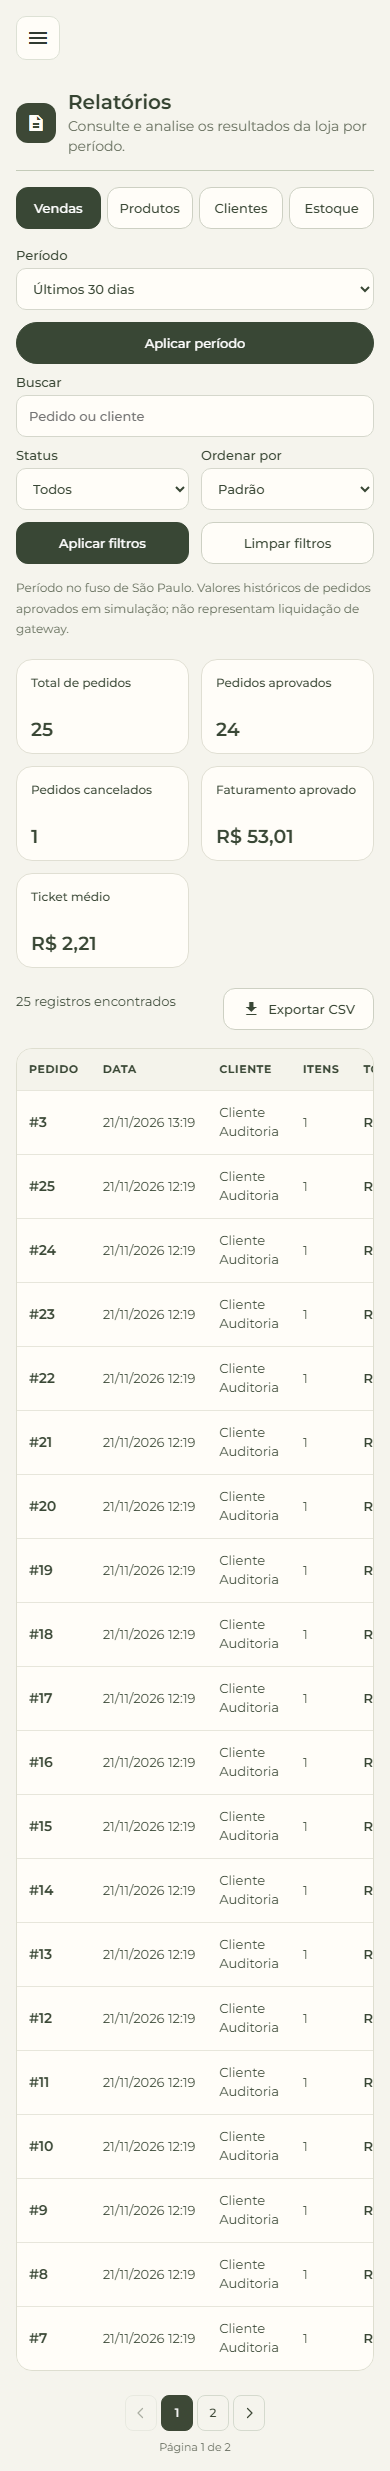 Relatórios
Consulte e analise os resultados da loja por
período.
Vendas Produtos Clientes Estoque
Período
Últimos 30 dias
Aplicar período
Buscar
Pedido ou cliente
Status Ordenar por
Todos Padrão
Aplicar filtros Limpar filtros
Período no fuso de São Paulo. Valores históricos de pedidos
aprovados em simulação; não representam liquidação de
gateway.
Total de pedidos Pedidos aprovados
25 24
Pedidos cancelados Faturamento aprovado
1 R$ 53,01
Ticket médio
R$ 2,21
25 registros encontrados Exportar CSV
PEDIDO DATA CLIENTE ITENS
#3 21/11/2026 13:19 Cliente Auditoria 1 R
#25 21/11/2026 12:19 Cliente Auditoria 1 R
#24 21/11/2026 12:19 Cliente Auditoria 1 R
#23 21/11/2026 12:19 Cliente Auditoria 1 R
#22 21/11/2026 12:19 Cliente Auditoria 1 R
#21 21/11/2026 12:19 Cliente Auditoria 1 R
#20 21/11/2026 12:19 Cliente Auditoria 1 R
#19 21/11/2026 12:19 Cliente Auditoria 1 R
#18 21/11/2026 12:19 Cliente Auditoria 1 R
#17 21/11/2026 12:19 Cliente Auditoria 1 R
#16 21/11/2026 12:19 Cliente Auditoria 1 R
#15 21/11/2026 12:19 Cliente Auditoria 1 R
#14 21/11/2026 12:19 Cliente Auditoria 1 R
#13 21/11/2026 12:19 Cliente Auditoria 1 R
#12 21/11/2026 12:19 Cliente Auditoria 1 R
#11 21/11/2026 12:19 Cliente Auditoria 1 R
#10 21/11/2026 12:19 Cliente Auditoria 1 R
#9 21/11/2026 12:19 Cliente Auditoria 1 R
#8 21/11/2026 12:19 Cliente Auditoria 1 R
#7 21/11/2026 12:19 Cliente Auditoria 1 R
1 2
Página 1 de 2